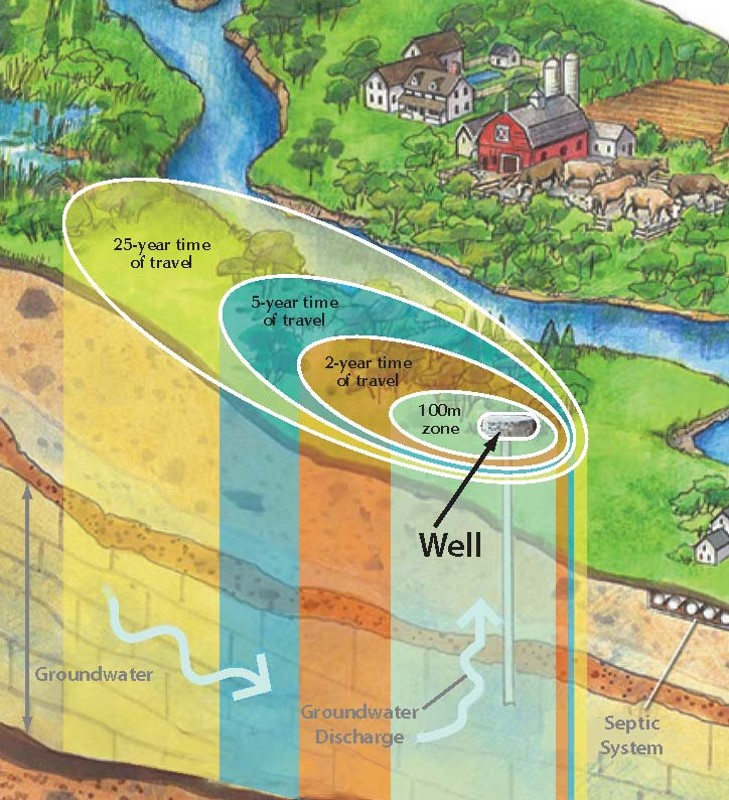 25-year time
of travel
5-year time
of travel
2-year time
of travel
100m
zone
Well
Groundwater
Groundwater
Discharge
Septic
System